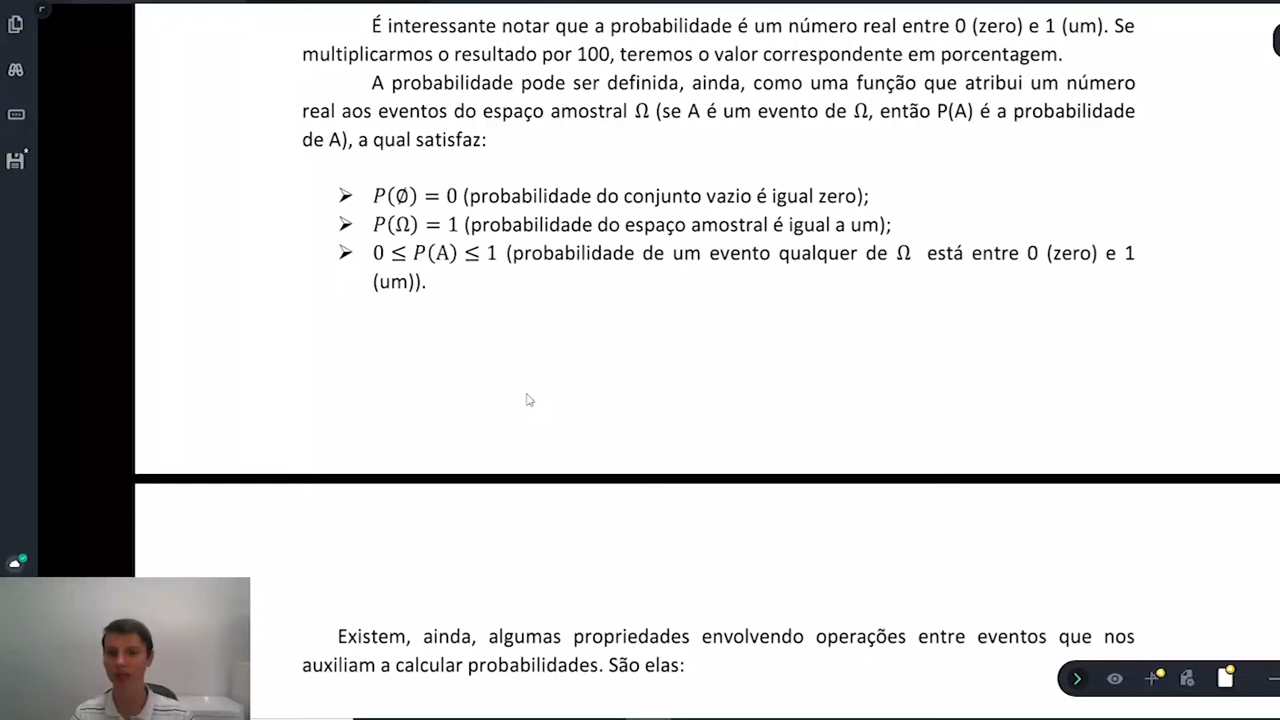 É interessante notar que a probabilidade é um número real entre 0 (zero) e 1 (um). Se
multiplicarmos o resultado por 100, teremos o valor correspondente em porcentagem.
A probabilidade pode ser definida, ainda, como uma função que atribui um número
real aos eventos do espaço amostral Ω (se A é um evento de Ω, então P(A) é a probabilidade
de A), a qual satisfaz:
➢ P(∅) = 0 (probabilidade do conjunto vazio é igual zero);
➢ P(Ω) = 1 (probabilidade do espaço amostral é igual a um);
➢ 0 ≤ P(A) ≤ 1 (probabilidade de um evento qualquer de Ω está entre 0 (zero) e 1
(um)).
Existem, ainda, algumas propriedades envolvendo operações entre eventos que nos
auxiliam a calcular probabilidades. São elas: